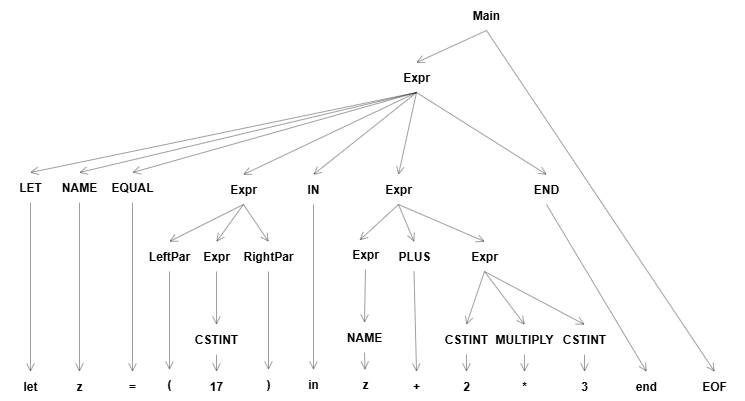 Main
Expr
LET NAME EQUAL Expr IN Expr END
LeftPar Expr RightPar Expr PLUS Expr
CSTINT NAME CSTINT MULTIPLY CSTINT
let z = ( 17 ) in z + 2 * 3 end EOF